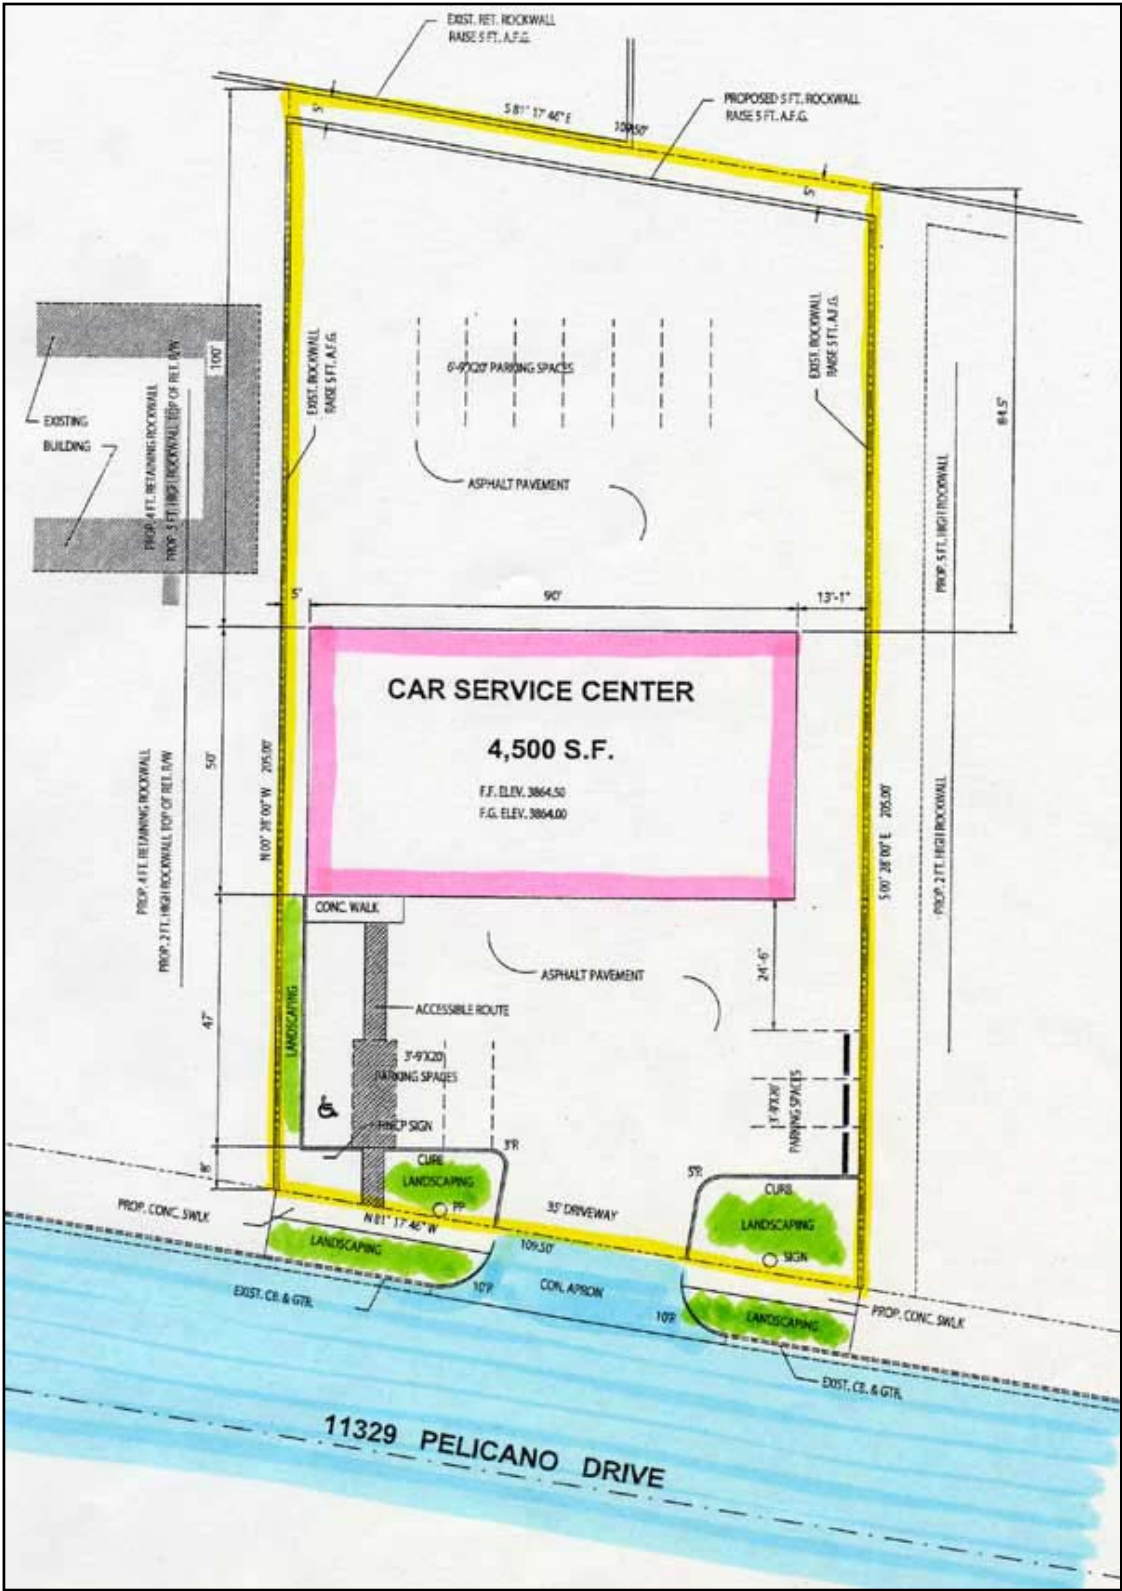 EXIST. RET. ROCKWALL
RAISE 5 FT. A.F.G.
S 81° 17' 46" E
109.50'
PROPOSED 5 FT. ROCKWALL
RAISE 5 FT. A.F.G.
5'
5'
100'
EXISTING
BUILDING
PROP. 4 FT. RETAINING ROCKWALL
PROP. 5 FT. HIGH ROCKWALL TOP OF RET. R/W
EXIST. ROCKWALL
RAISE 5 FT. A.F.G.
6'-9'X20' PARKING SPACES
EXIST. ROCKWALL
RAISE 5 FT. A.F.G.
84.5'
ASPHALT PAVEMENT
PROP. 5 FT. HIGH ROCKWALL
5'
90'
13'-1"
CAR SERVICE CENTER
4,500 S.F.
F.F. ELEV. 3864.50
F.G. ELEV. 3864.00
50'
N 00° 28' 00" W 205.00'
PROP. 4 FT. RETAINING ROCKWALL
PROP. 2 FT. HIGH ROCKWALL TOP OF RET. R/W
S 00° 28' 00" E 205.00'
PROP. 2 FT. HIGH ROCKWALL
CONC. WALK
ASPHALT PAVEMENT
24'-6"
ACCESSIBLE ROUTE
LANDSCAPING
47'
3'-9'X20'
PARKING SPACES
3'-9'X20'
PARKING SPACES
HNCP SIGN
3'R
8'
CURB
LANDSCAPING
PP
5'R
CURB
LANDSCAPING
SIGN
PROP. CONC. SWLK
N 81° 17' 46" W
35' DRIVEWAY
109.50'
LANDSCAPING
10'R
CON. APRON
10'R
LANDSCAPING
PROP. CONC. SWLK
EXIST. CB. & GTR.
EXIST. CB. & GTR.
11329 PELICANO DRIVE